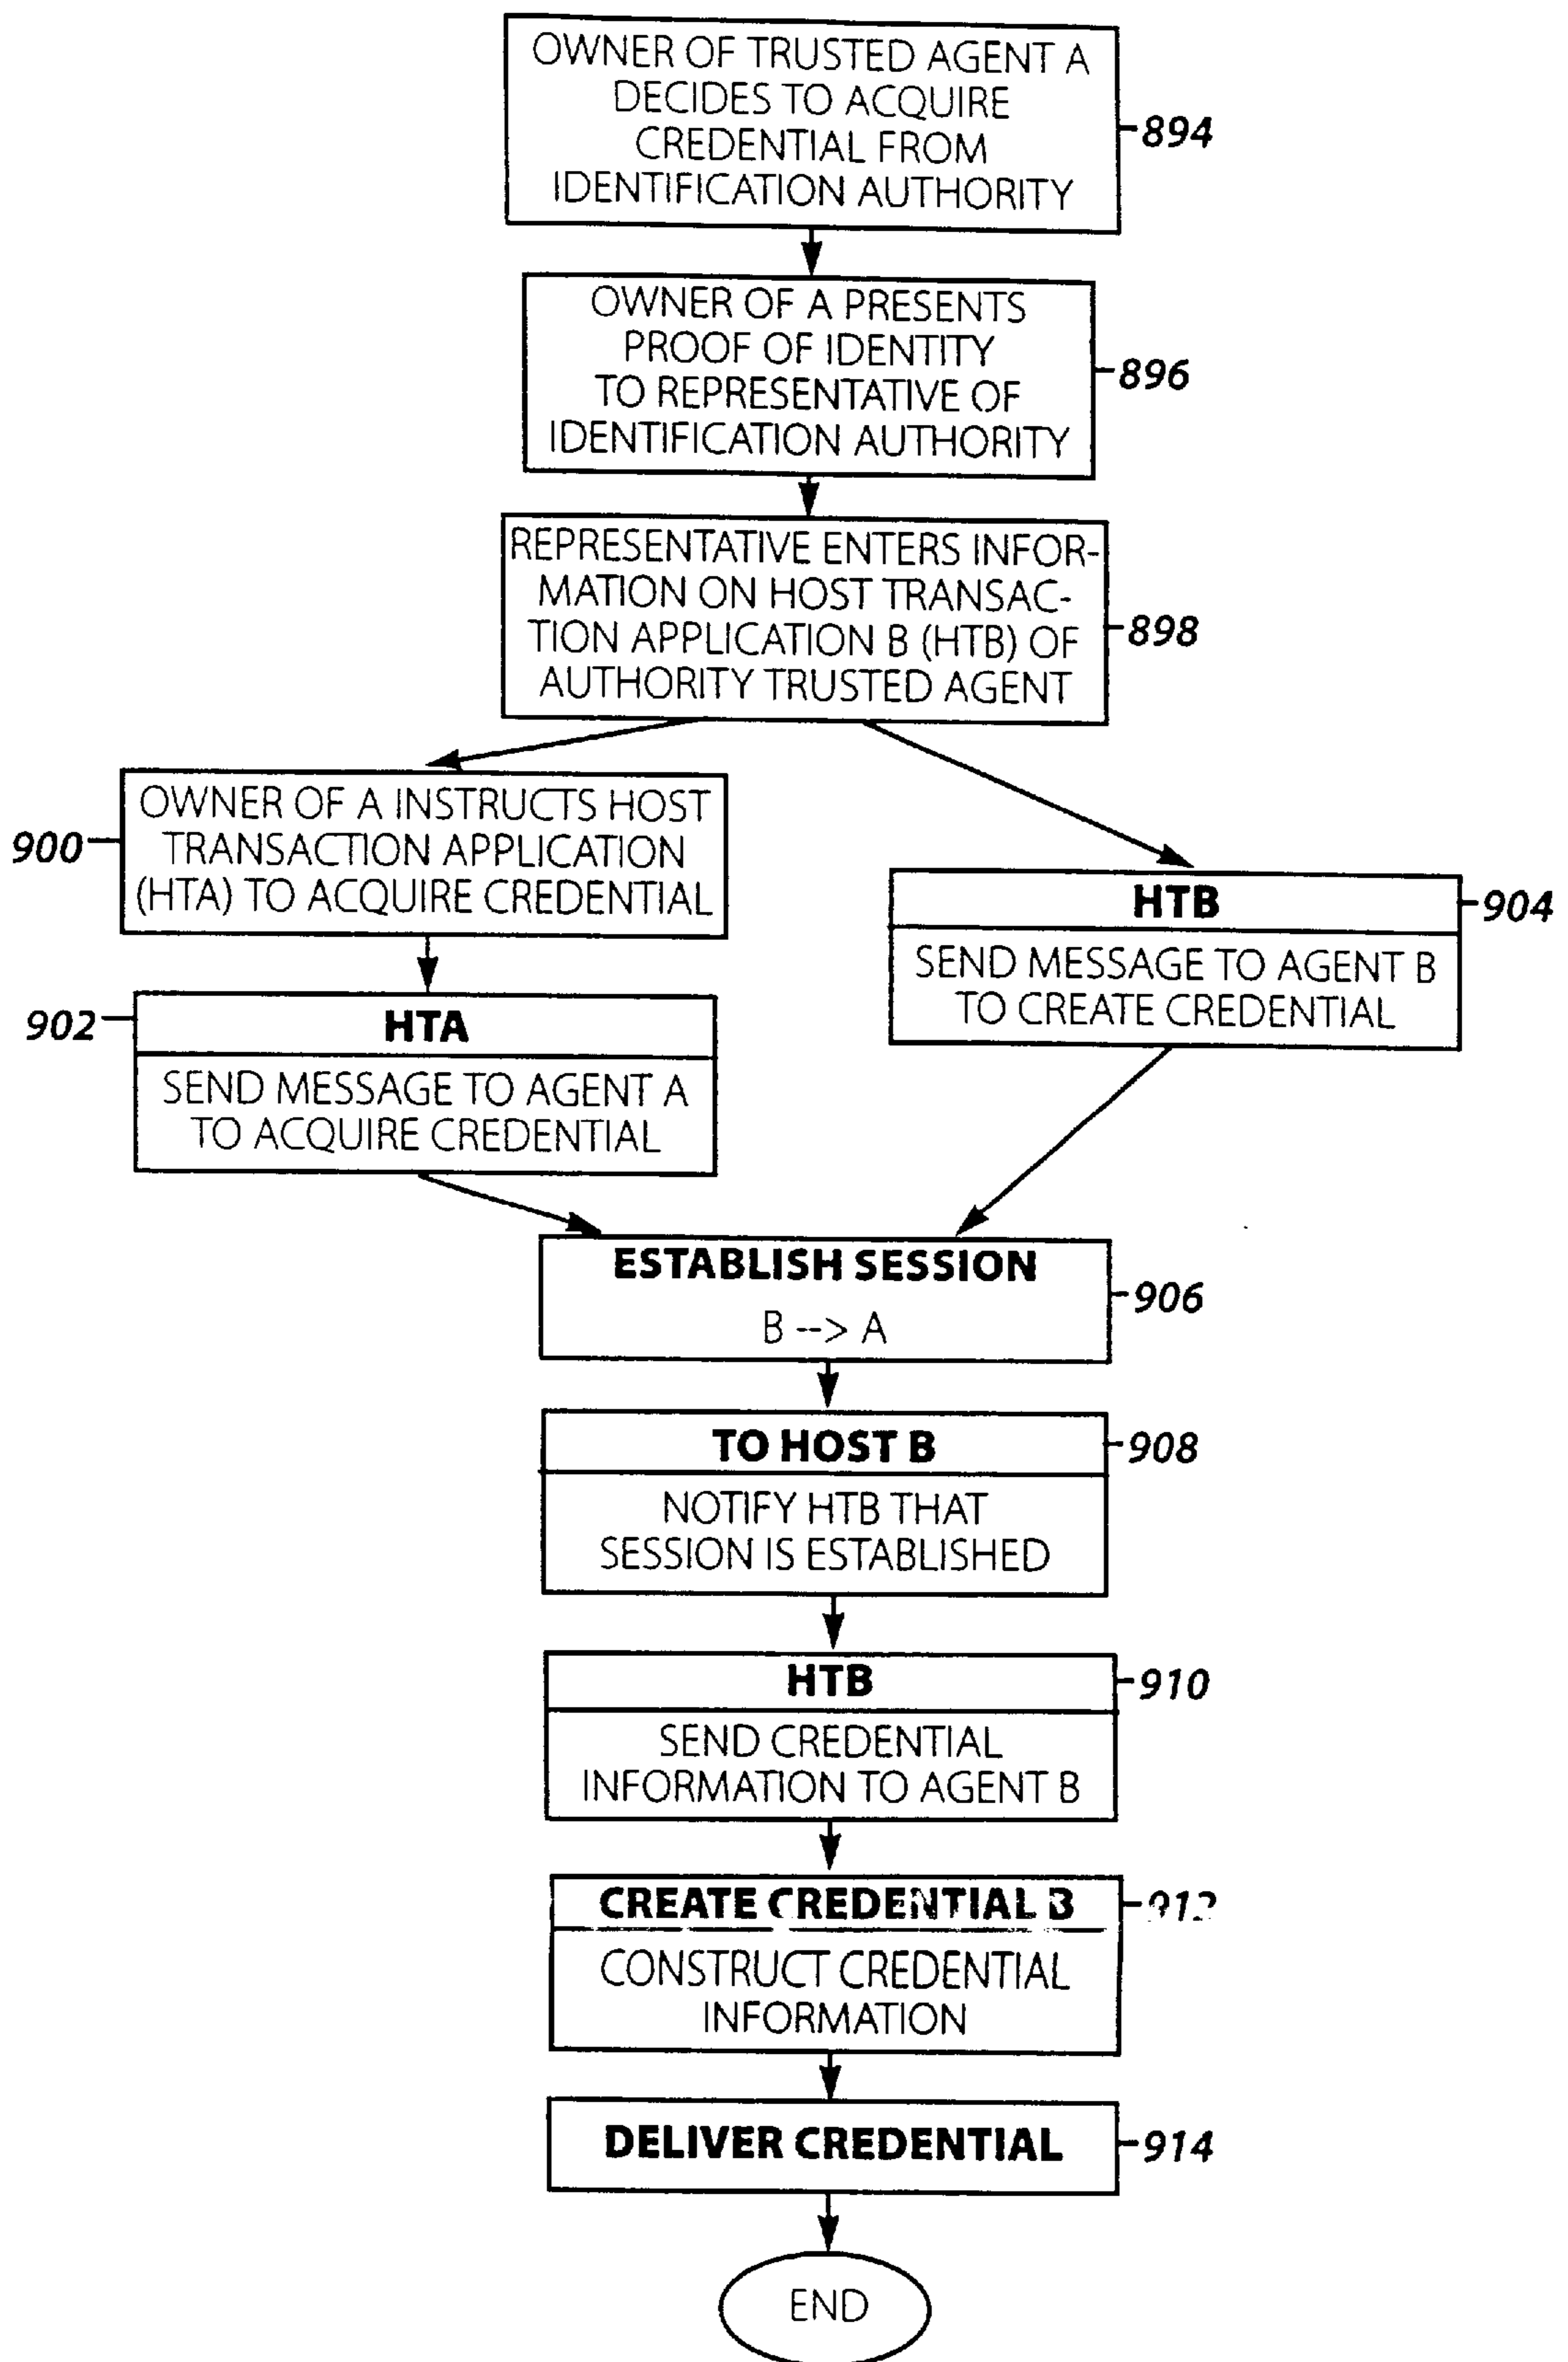 OWNER OF TRUSTED AGENT A
DECIDES TO ACQUIRE
CREDENTIAL FROM
IDENTIFICATION AUTHORITY
894
OWNER OF A PRESENTS
PROOF OF IDENTITY
TO REPRESENTATIVE OF
IDENTIFICATION AUTHORITY
896
REPRESENTATIVE ENTERS INFOR-
MATION ON HOST TRANSAC-
TION APPLICATION B (HTB) OF
AUTHORITY TRUSTED AGENT
898
OWNER OF A INSTRUCTS HOST
TRANSACTION APPLICATION
(HTA) TO ACQUIRE CREDENTIAL
900
HTB
904
SEND MESSAGE TO AGENT B
TO CREATE CREDENTIAL
HTA
902
SEND MESSAGE TO AGENT A
TO ACQUIRE CREDENTIAL
ESTABLISH SESSION
B --> A
906
TO HOST B
908
NOTIFY HTB THAT
SESSION IS ESTABLISHED
HTB
910
SEND CREDENTIAL
INFORMATION TO AGENT B
CREATE CREDENTIAL B
912
CONSTRUCT CREDENTIAL
INFORMATION
DELIVER CREDENTIAL
914
END